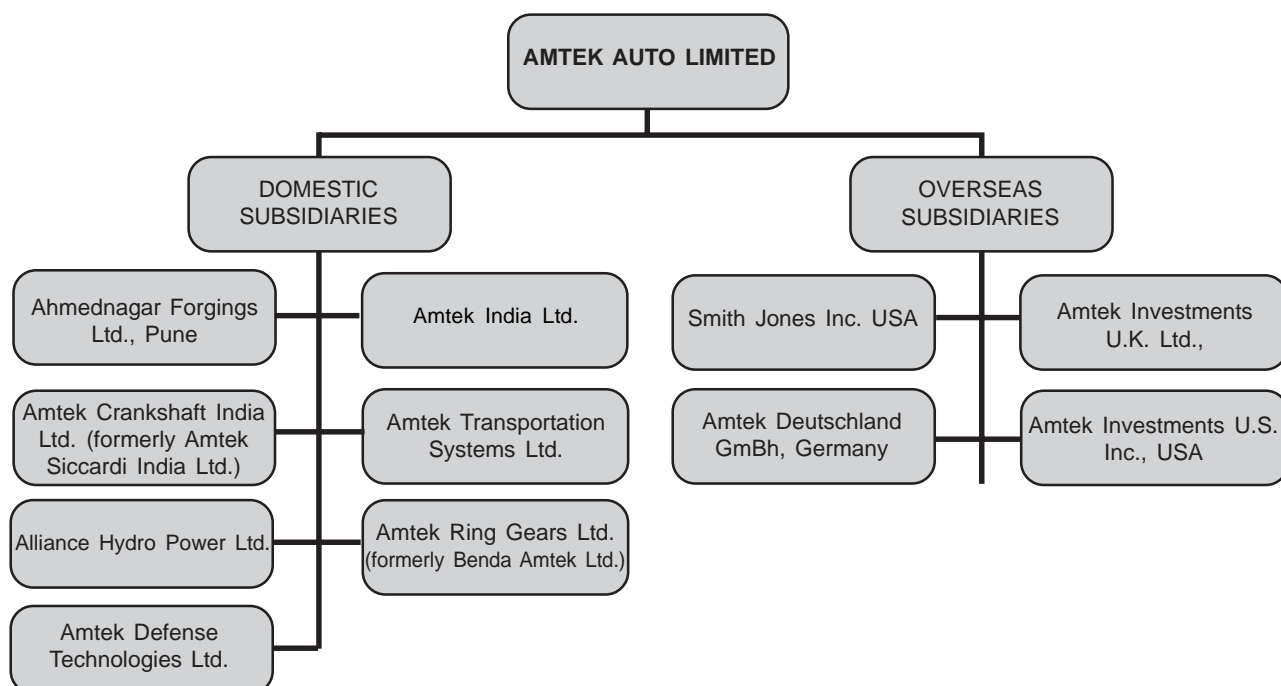 AMTEK AUTO LIMITED
DOMESTIC
SUBSIDIARIES
OVERSEAS
SUBSIDIARIES
Ahmednagar Forgings
Ltd., Pune
Amtek India Ltd.
Smith Jones Inc. USA
Amtek Investments
U.K. Ltd.,
Amtek Crankshaft India
Ltd. (formerly Amtek
Siccardi India Ltd.)
Amtek Transportation
Systems Ltd.
Amtek Deutschland
GmBh, Germany
Amtek Investments U.S.
Inc., USA
Alliance Hydro Power Ltd.
Amtek Ring Gears Ltd.
(formerly Benda Amtek Ltd.)
Amtek Defense
Technologies Ltd.